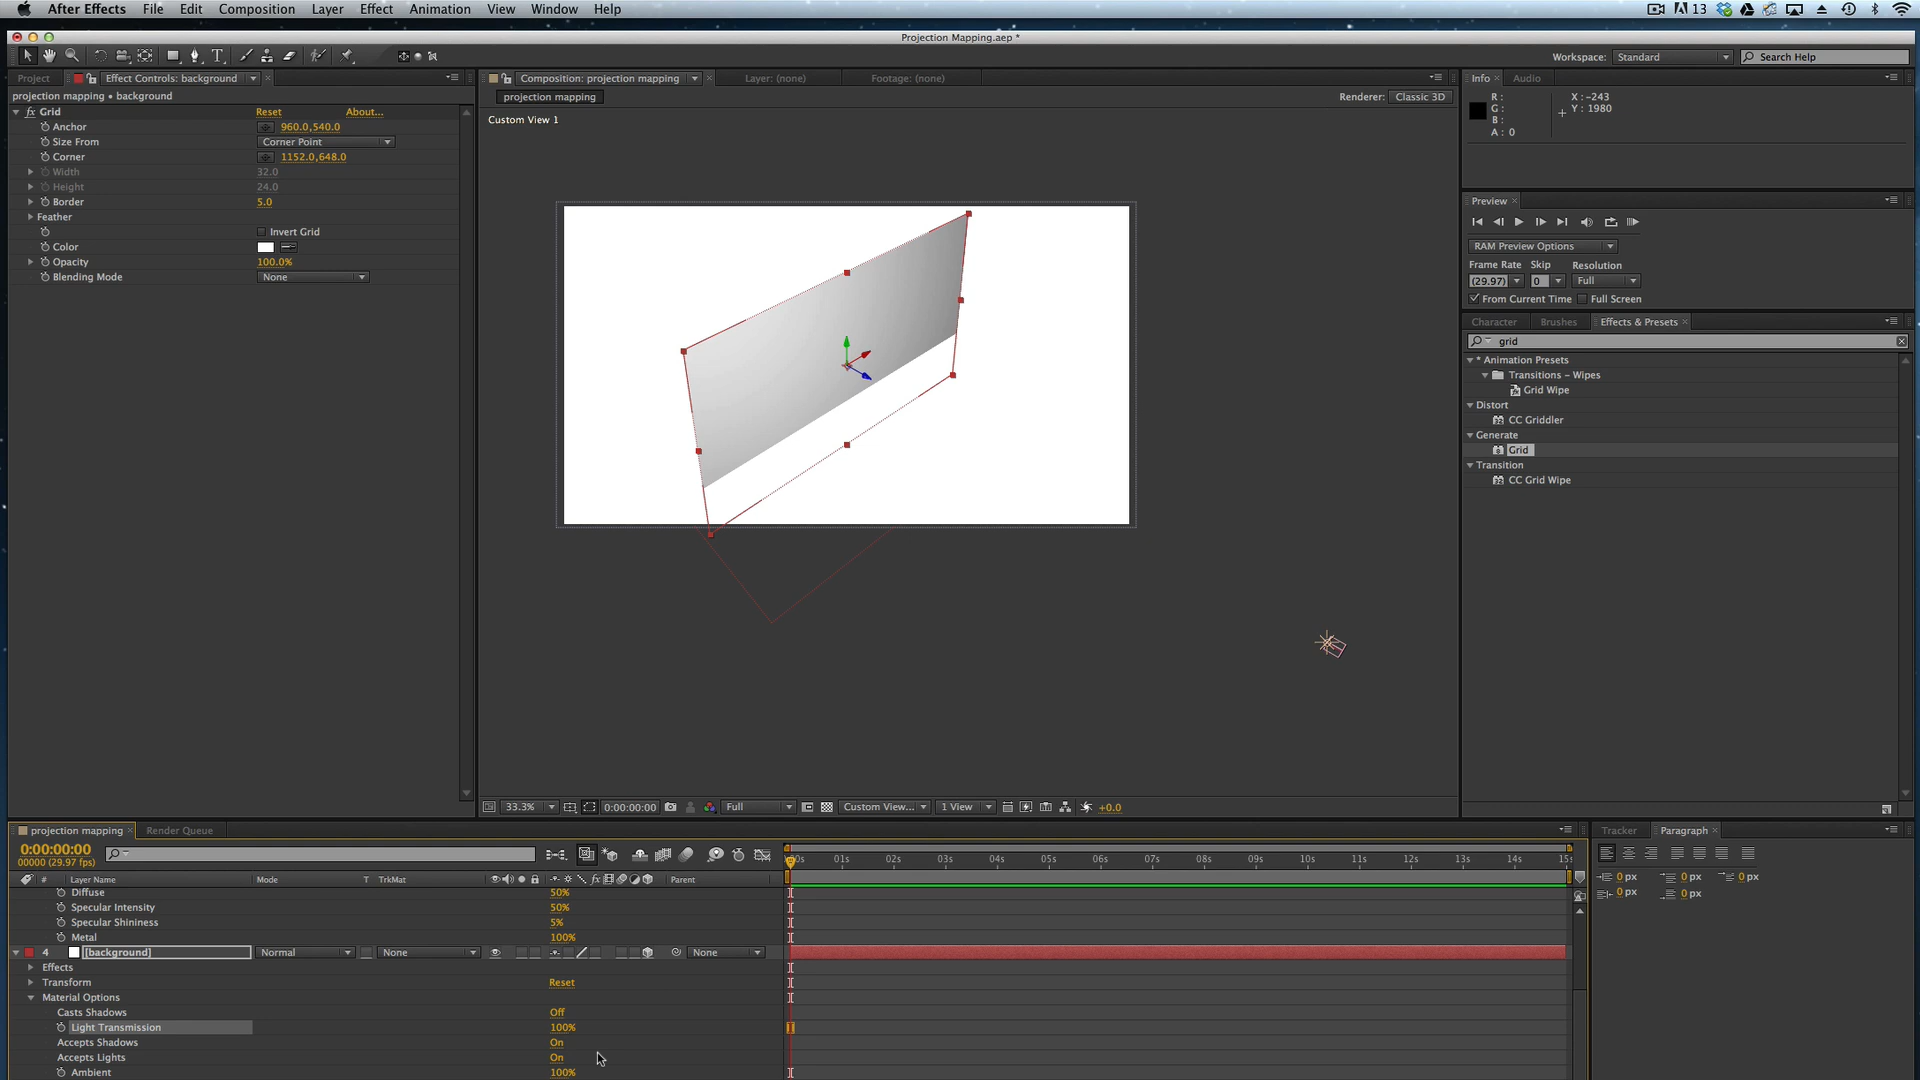 After Effects File Edit Composition Layer Effect Animation View Window Help 13
Projection Mapping.aep *
Workspace: Standard Search Help
Project Effect Controls: background
projection mapping • background
fx Grid Reset About...
Anchor 960.0,540.0
Size From Corner Point
Corner 1152.0,648.0
Width 32.0
Height 24.0
Border 5.0
Feather
Invert Grid
Color
Opacity 100.0%
Blending Mode None
Composition: projection mapping Layer: (none) Footage: (none)
projection mapping
Renderer: Classic 3D
Custom View 1
33.3% 0:00:00:00 Full Custom View... 1 View +0.0
Info Audio
R : X : -243
G : Y : 1980
B :
A : 0
Preview
RAM Preview Options
Frame Rate Skip Resolution
(29.97) 0 Full
From Current Time Full Screen
Character Brushes Effects & Presets
grid
* Animation Presets
Transitions – Wipes
Grid Wipe
Distort
CC Griddler
Generate
Grid
Transition
CC Grid Wipe
projection mapping Render Queue
0:00:00:00
00000 (29.97 fps)
00s 01s 02s 03s 04s 05s 06s 07s 08s 09s 10s 11s 12s 13s 14s 15s
# Layer Name Mode T TrkMat Parent
Diffuse 50%
Specular Intensity 50%
Specular Shininess 5%
Metal 100%
4 [background] Normal None None
Effects
Transform Reset
Material Options
Casts Shadows Off
Light Transmission 100%
Accepts Shadows On
Accepts Lights On
Ambient 100%
Tracker Paragraph
0 px 0 px 0 px
0 px 0 px